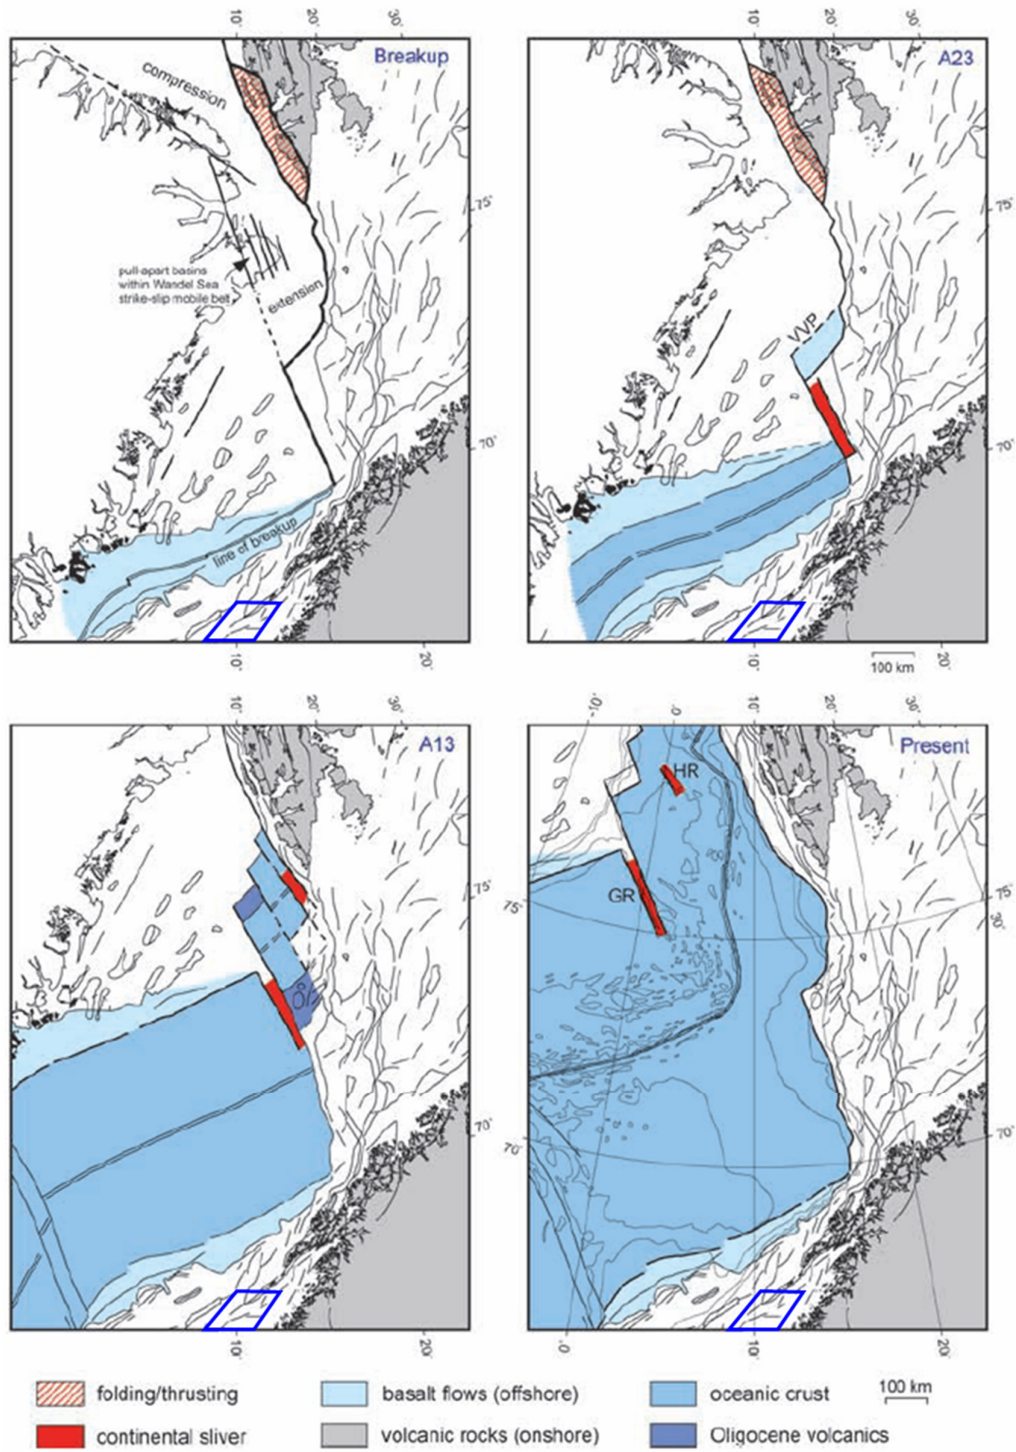 10°
20°
30°
Breakup
compression
75°
pull-apart basins
within Wandel Sea
strike-slip mobile belt
extension
70°
line of breakup
10°
20°
10°
20°
30°
A23
75°
VVP
70°
10°
20°
100 km
10°
20°
30°
A13
75°
70°
10°
20°
-10°
0°
10°
20°
30°
Present
HR
GR
75°
30°
70°
70°
-0°
10°
20°
folding/thrusting
basalt flows (offshore)
oceanic crust
100 km
continental sliver
volcanic rocks (onshore)
Oligocene volcanics